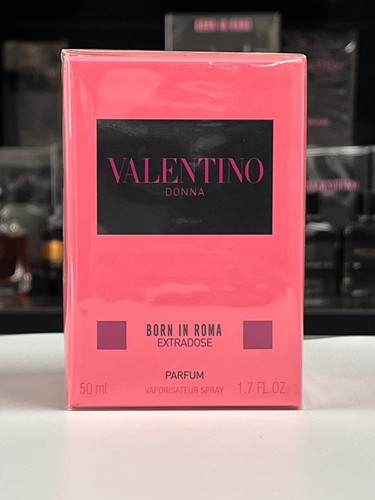 VALENTINO
DONNA
BORN IN ROMA
EXTRADOSE
PARFUM
50 ml VAPORISATEUR SPRAY 1.7 FL.OZ.